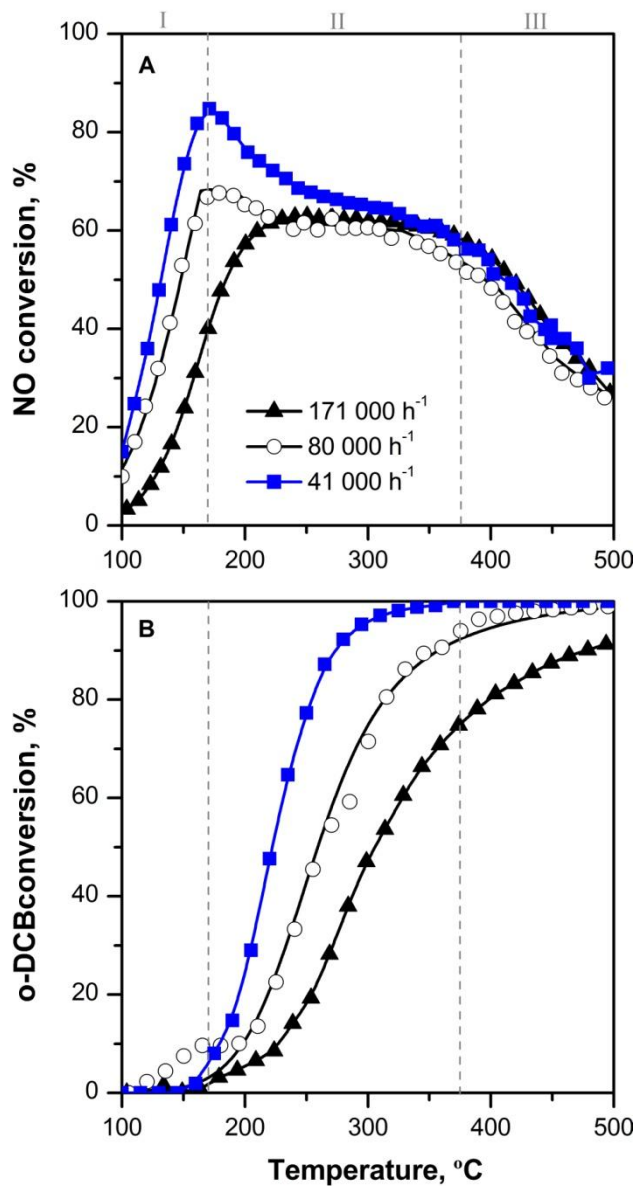 I II III
A
100
80
60
40
20
0
NO conversion, %
171 000 h⁻¹
80 000 h⁻¹
41 000 h⁻¹
100 200 300 400 500
B
100
80
60
40
20
0
o-DCBconversion, %
100 200 300 400 500
Temperature, ºC